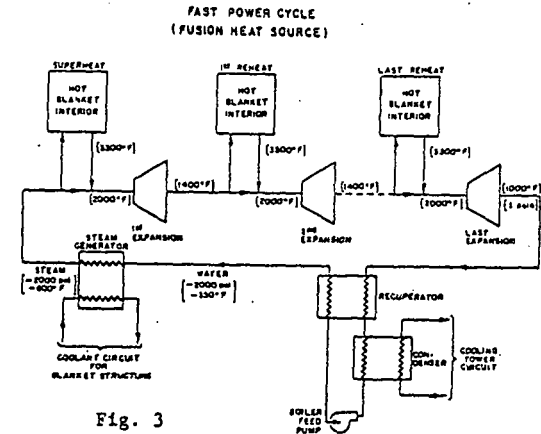 FAST POWER CYCLE
(FUSION HEAT SOURCE)
SUPERHEAT
HOT
BLANKET
INTERIOR
1ST REHEAT
HOT
BLANKET
INTERIOR
LAST REHEAT
HOT
BLANKET
INTERIOR
(3300°F)
(2000°F)
1ST
EXPANSION
(1400°F)
(3300°F)
(2000°F)
2ND
EXPANSION
(1400°F)
(3300°F)
(2000°F)
LAST
EXPANSION
(1000°F)
STEAM
GENERATOR
STEAM
~2000 psi
~600°F
WATER
~2000 psi
~330°F
COOLANT CIRCUIT
FOR
BLANKET STRUCTURE
RECUPERATOR
CON-
DENSER
COOLING
TOWER
CIRCUIT
BOILER
FEED
PUMP
Fig. 3